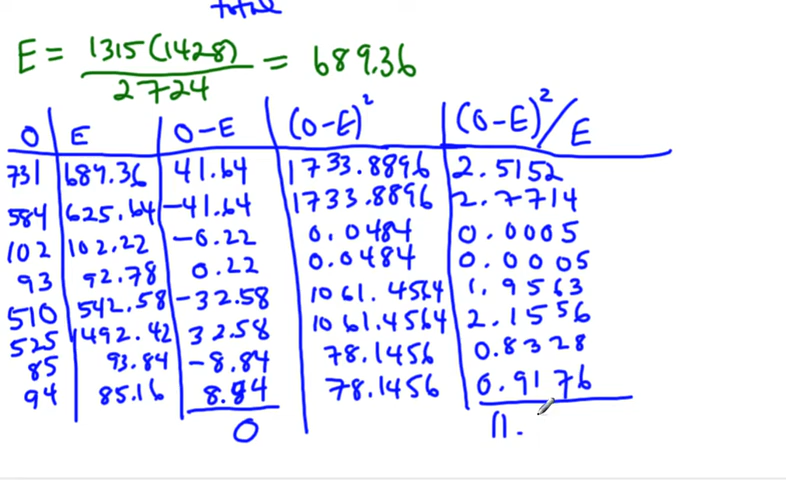 total
E = 1315(1428) / 2724 = 689.36
O E O-E (O-E)² (O-E)²/E
731 689.36 41.64 1733.8896 2.5152
584 625.64 -41.64 1733.8896 2.7714
102 102.22 -0.22 0.0484 0.0005
93 92.78 0.22 0.0484 0.0005
510 542.58 -32.58 1061.4564 1.9563
525 492.42 32.58 1061.4564 2.1556
85 93.84 -8.84 78.1456 0.8328
94 85.16 8.84 78.1456 0.9176
0 11.